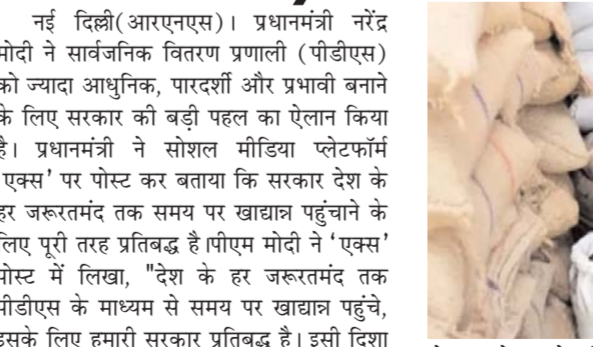 नई दिल्ली(आरएनएस)। प्रधानमंत्री नरेंद्र
मोदी ने सार्वजनिक वितरण प्रणाली (पीडीएस)
को ज्यादा आधुनिक, पारदर्शी और प्रभावी बनाने
के लिए सरकार की बड़ी पहल का ऐलान किया
है। प्रधानमंत्री ने सोशल मीडिया प्लेटफॉर्म
एक्स’ पर पोस्ट कर बताया कि सरकार देश के
हर जरूरतमंद तक समय पर खाद्यान्न पहुंचाने के
लिए पूरी तरह प्रतिबद्ध है।पीएम मोदी ने ‘एक्स’
पोस्ट में लिखा, "देश के हर जरूरतमंद तक
पीडीएस के माध्यम से समय पर खाद्यान्न पहुंचे,
इसके लिए हमारी सरकार प्रतिबद्ध है। इसी दिशा